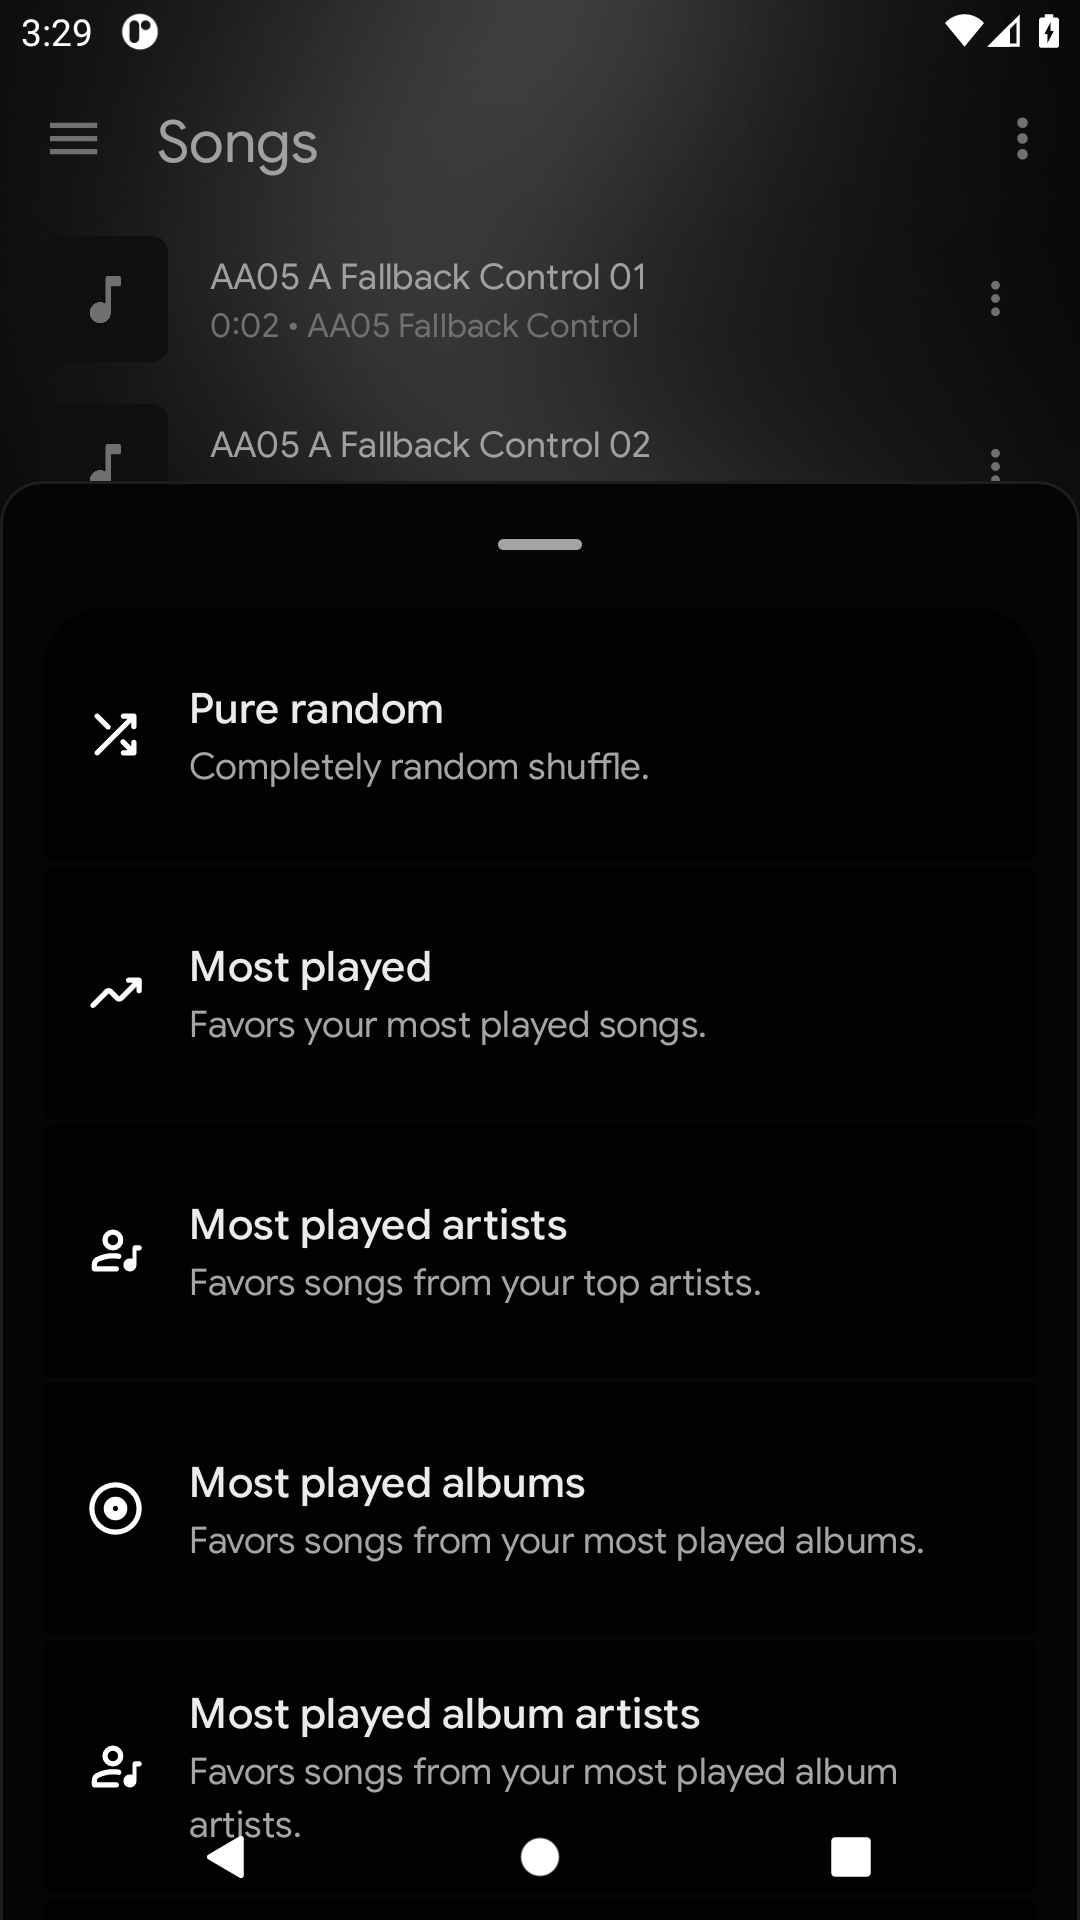 3:29
Songs
AA05 A Fallback Control 01
0:02 • AA05 Fallback Control
AA05 A Fallback Control 02
Pure random
Completely random shuffle.
Most played
Favors your most played songs.
Most played artists
Favors songs from your top artists.
Most played albums
Favors songs from your most played albums.
Most played album artists
Favors songs from your most played album
artists.